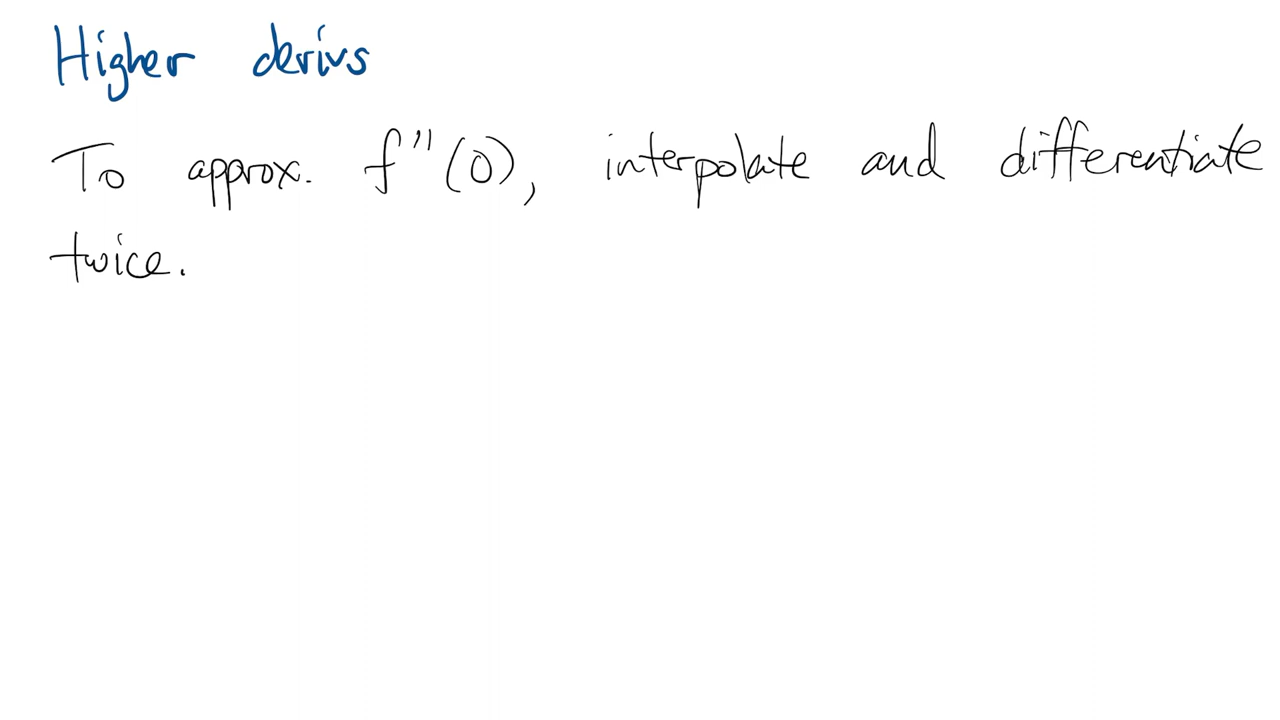 Higher derivs
To approx. f''(0), interpolate and differentiate
twice.